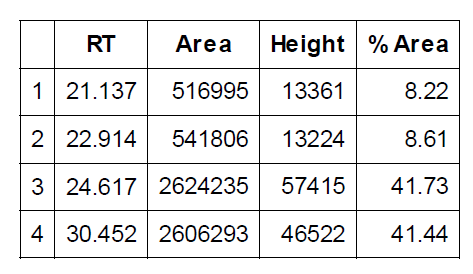 RT Area Height % Area
1 21.137 516995 13361 8.22
2 22.914 541806 13224 8.61
3 24.617 2624235 57415 41.73
4 30.452 2606293 46522 41.44